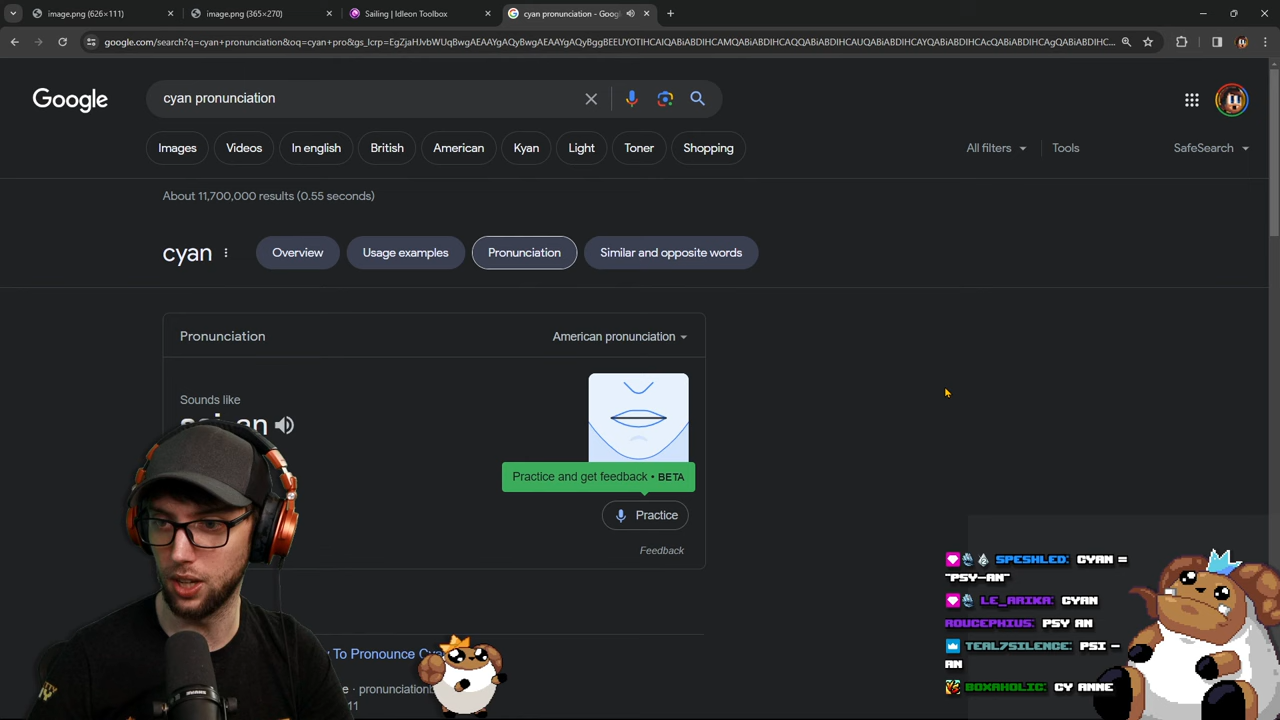 image.png (626×111)
image.png (365×270)
Sailing | Idleon Toolbox
cyan pronunciation - Googl
google.com/search?q=cyan+pronunciation&oq=cyan+pro&gs_lcrp=
Google
cyan pronunciation
Images
Videos
In english
British
American
Kyan
Light
Toner
Shopping
All filters
Tools
SafeSearch
About 11,700,000 results (0.55 seconds)
cyan
Overview
Usage examples
Pronunciation
Similar and opposite words
Pronunciation
American pronunciation
Sounds like
Practice and get feedback • BETA
Practice
Feedback
To Pronounce
pronunciation
11
SPESHLED: CYAN =
"PSY-AN"
LE_ARIKA: CYAN
ROUCEPHIUS: PSY AN
TEAL7SILENCE: PSI -
AN
BOXAHOLIC: CY ANNE